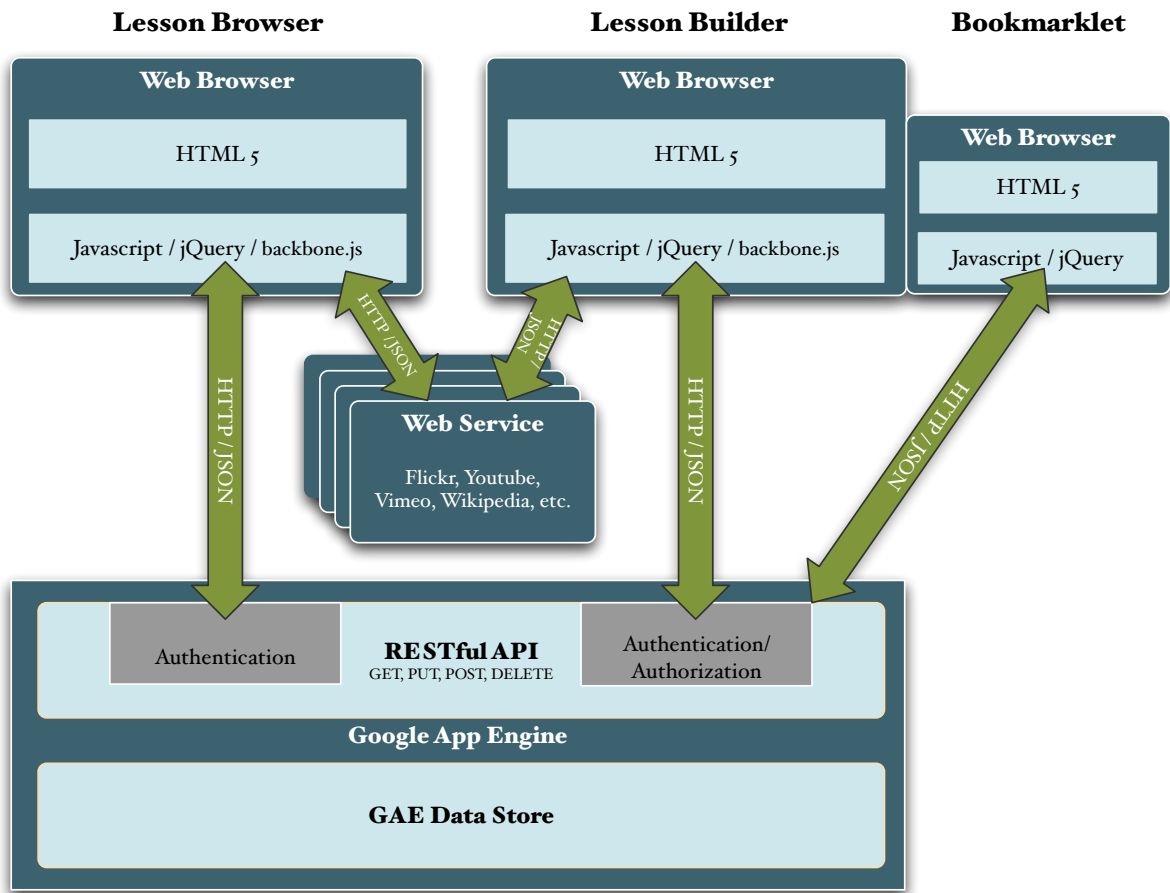 Lesson Browser
Lesson Builder
Bookmarklet
Web Browser
HTML 5
Javascript / jQuery / backbone.js
Web Browser
HTML 5
Javascript / jQuery / backbone.js
Web Browser
HTML 5
Javascript / jQuery
HTTP / JSON
HTTP / JSON
HTTP /
JSON
HTTP / JSON
HTTP / JSON
Web Service
Flickr, Youtube,
Vimeo, Wikipedia, etc.
Authentication
RESTful API
GET, PUT, POST, DELETE
Authentication/
Authorization
Google App Engine
GAE Data Store